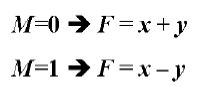 M=0 ➔ F = x + y
M=1 ➔ F = x – y